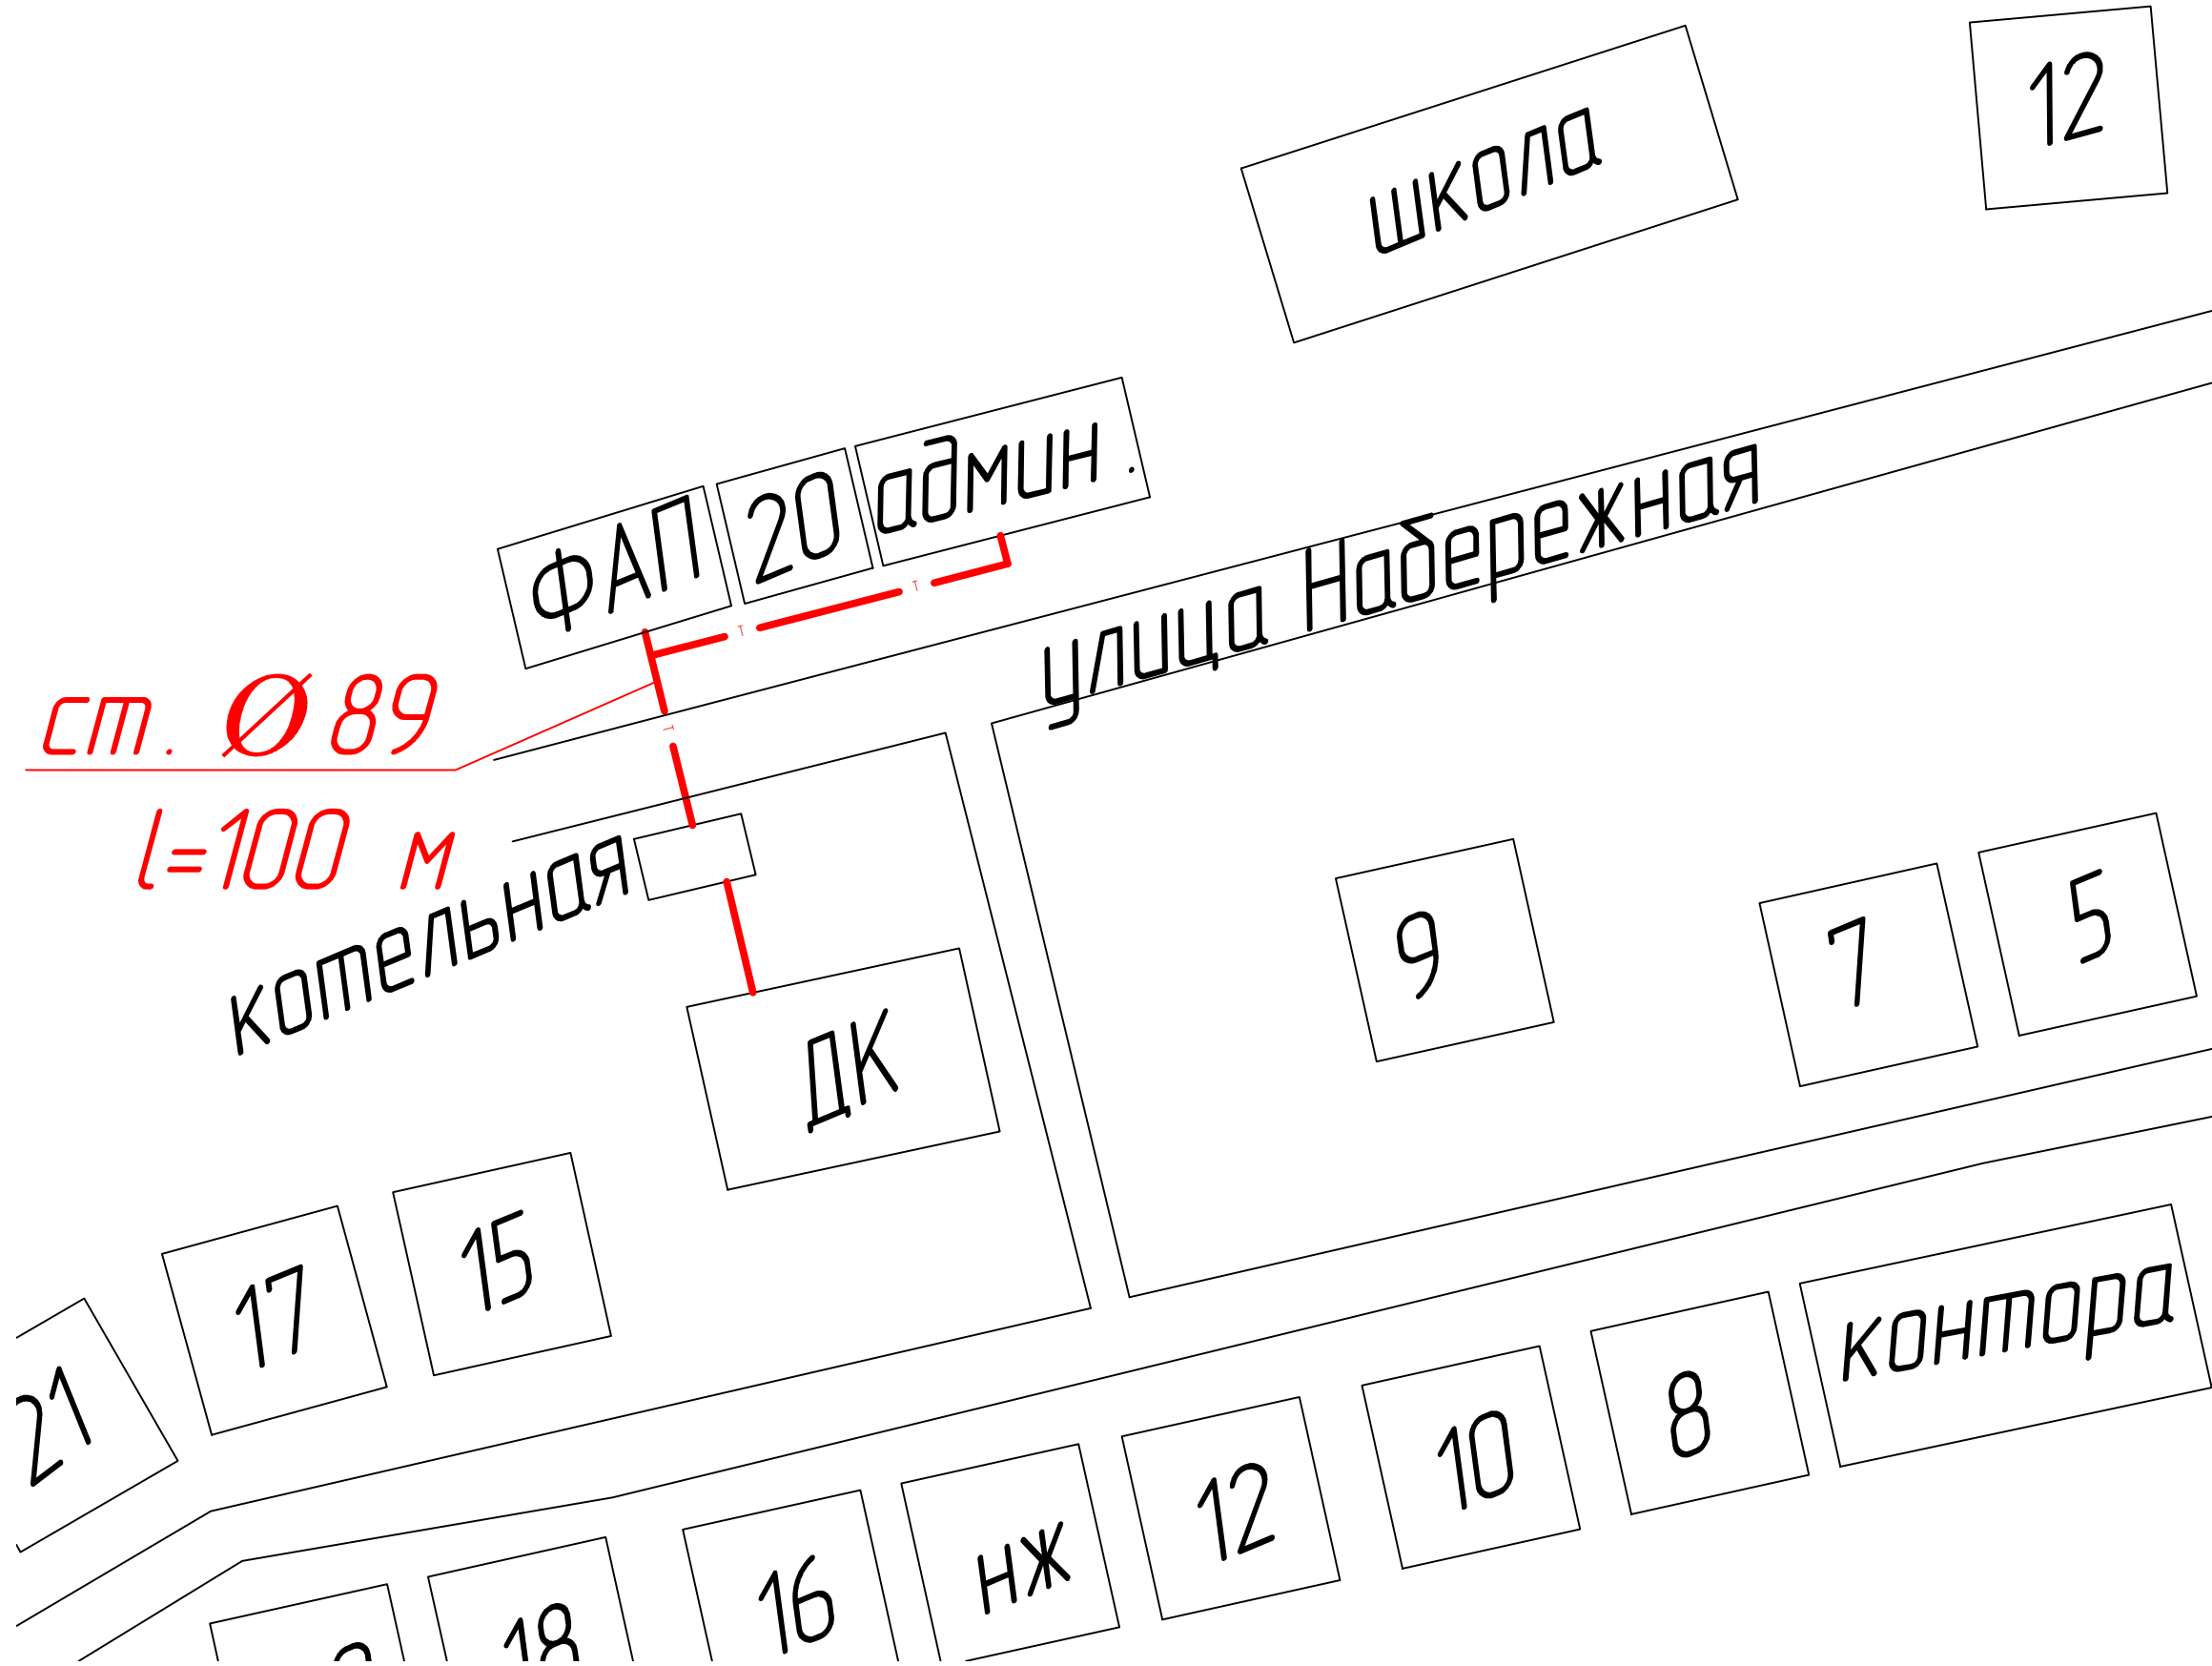 12
школа
ФАП
20
админ.
улица Набережная
ст. Ø 89
l=100 м
котельная
9
7
5
ДК
15
17
21
контора
8
10
12
нж
16
18